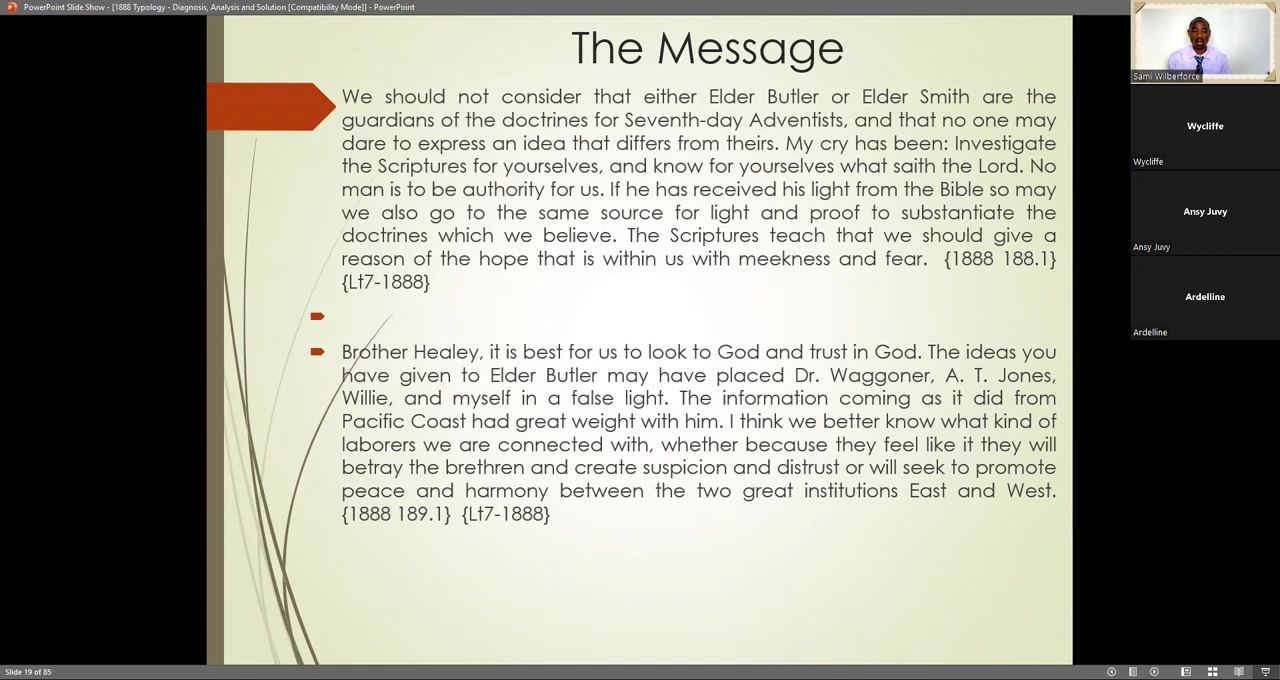 PowerPoint Slide Show - [1888 Typology - Diagnosis, Analysis and Solution [Compatibility Mode]] - PowerPoint
The Message
We should not consider that either Elder Butler or Elder Smith are the
guardians of the doctrines for Seventh-day Adventists, and that no one may
dare to express an idea that differs from theirs. My cry has been: Investigate
the Scriptures for yourselves, and know for yourselves what saith the Lord. No
man is to be authority for us. If he has received his light from the Bible so may
we also go to the same source for light and proof to substantiate the
doctrines which we believe. The Scriptures teach that we should give a
reason of the hope that is within us with meekness and fear. {1888 188.1}
{Lt7-1888}
Brother Healey, it is best for us to look to God and trust in God. The ideas you
have given to Elder Butler may have placed Dr. Waggoner, A. T. Jones,
Willie, and myself in a false light. The information coming as it did from
Pacific Coast had great weight with him. I think we better know what kind of
laborers we are connected with, whether because they feel like it they will
betray the brethren and create suspicion and distrust or will seek to promote
peace and harmony between the two great institutions East and West.
{1888 189.1} {Lt7-1888}
Slide 19 of 85
Sami Wilberforce
Wycliffe
Wycliffe
Ansy Juvy
Ansy Juvy
Ardelline
Ardelline